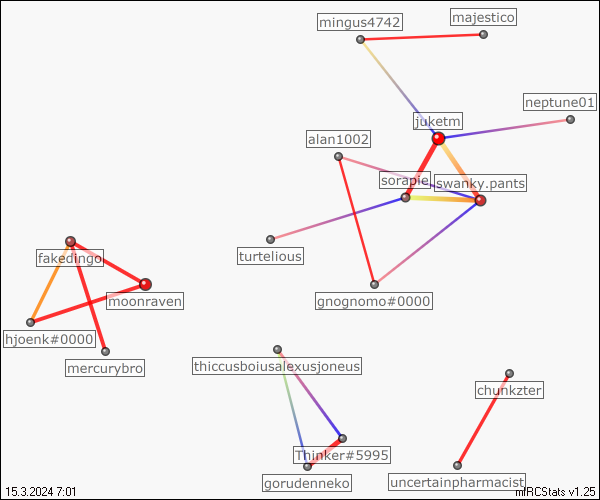 mingus4742
majestico
neptune01
juketm
alan1002
sorapie
swanky.pants
turtelious
fakedingo
moonraven
gnognomo#0000
hjoenk#0000
mercurybro
thiccusboiusalexusjoneus
chunkzter
Thinker#5995
gorudenneko
uncertainpharmacist
15.3.2024 7:01
mIRCStats v1.25